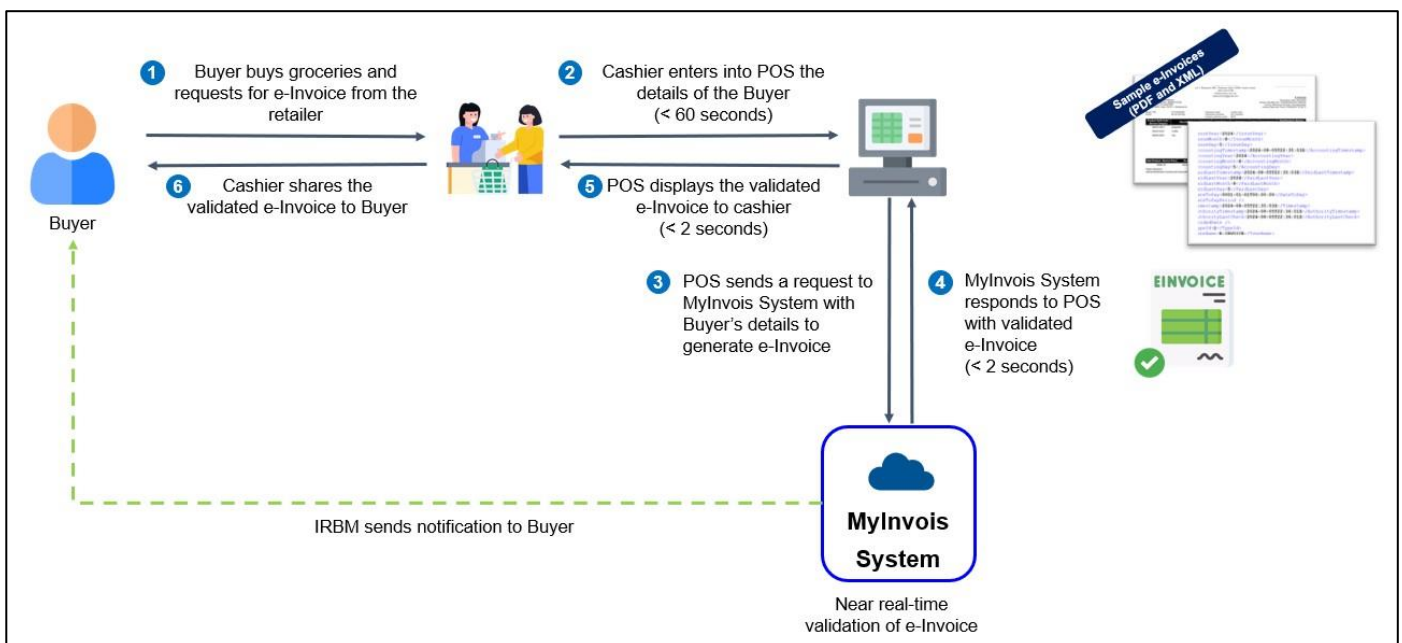 1
Buyer buys groceries and
requests for e-Invoice from the
retailer
2
Cashier enters into POS the
details of the Buyer
(< 60 seconds)
Sample e-Invoices
(PDF and XML)
6
Cashier shares the
validated e-Invoice to Buyer
5
POS displays the validated
e-Invoice to cashier
(< 2 seconds)
Buyer
3
POS sends a request to
MyInvois System with
Buyer's details to
generate e-Invoice
4
MyInvois System
responds to POS
with validated
e-Invoice
(< 2 seconds)
EINVOICE
IRBM sends notification to Buyer
MyInvois
System
Near real-time
validation of e-Invoice